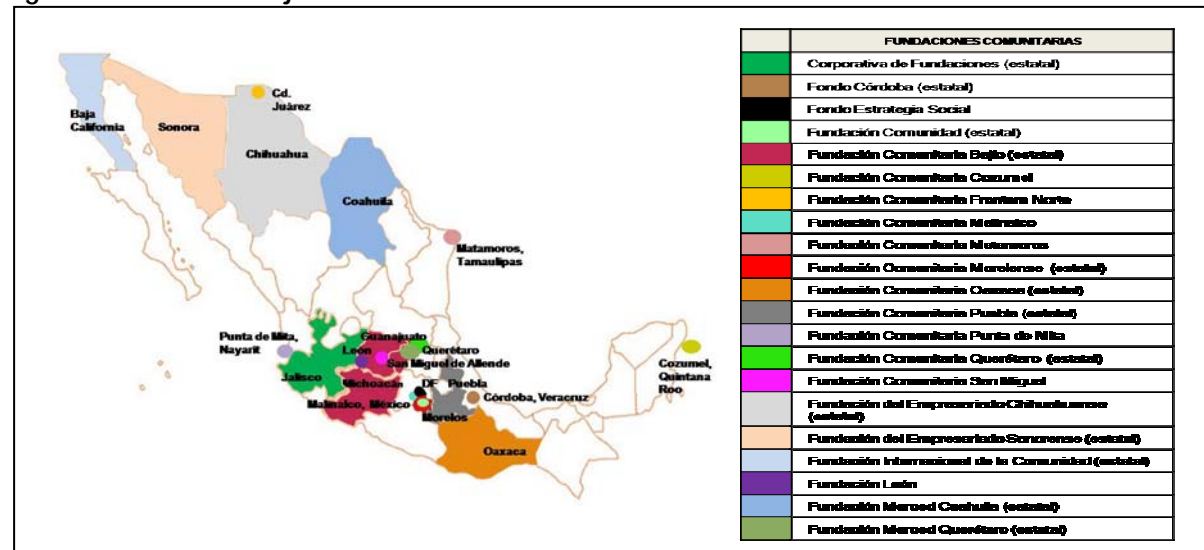 Cd.
Juàrez
Baja
California
Sonora
Chihuahua
Coahuila
Matamoros,
Tamaulipas
Punta de Mita,
Nayarit
Guanajuato
León
Querétaro
San Miguel de Allende
Jalisco
Michoacán
DF
Puebla
Malinalco, México
Córdoba, Veracruz
Morelos
Oaxaca
Cozumel,
Quintana
Roo
FUNDACIONES COMUNITARIAS
Corporativa de Fundaciones (estatal)
Fondo Córdoba (estatal)
Fondo Estrategia Social
Fundación Comunidad (estatal)
Fundación Comunitaria Bajío (estatal)
Fundación Comunitaria Cozumel
Fundación Comunitaria Frontera Norte
Fundación Comunitaria Malinalco
Fundación Comunitaria Matamoros
Fundación Comunitaria Morelense (estatal)
Fundación Comunitaria Oaxaca (estatal)
Fundación Comunitaria Puebla (estatal)
Fundación Comunitaria Punta de Mita
Fundación Comunitaria Querétaro (estatal)
Fundación Comunitaria San Miguel
Fundación del Empresariado Chihuahuense
(estatal)
Fundación del Empresariado Sonorense (estatal)
Fundación Internacional de la Comunidad (estatal)
Fundación León
Fundación Merced Coahuila (estatal)
Fundación Merced Querétaro (estatal)